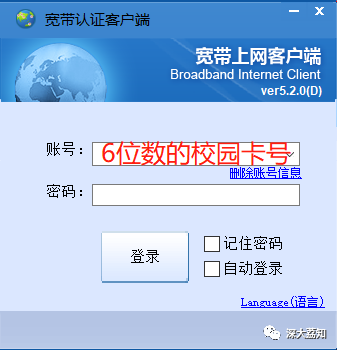 宽带认证客户端
宽带上网客户端
Broadband Internet Client
ver5.2.0(D)
账号：
6位数的校园卡号
删除账号信息
密码：
登录
记住密码
自动登录
Language(语言)
深大荔知